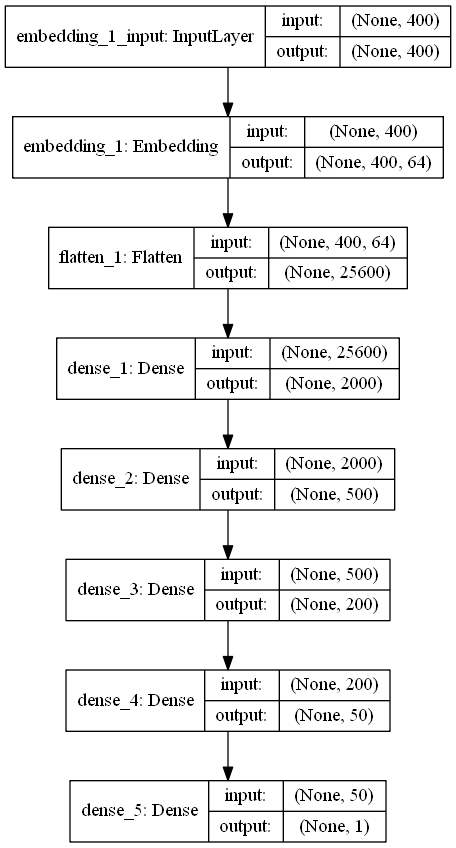 embedding_1_input: InputLayer
input: (None, 400)
output: (None, 400)
embedding_1: Embedding
input: (None, 400)
output: (None, 400, 64)
flatten_1: Flatten
input: (None, 400, 64)
output: (None, 25600)
dense_1: Dense
input: (None, 25600)
output: (None, 2000)
dense_2: Dense
input: (None, 2000)
output: (None, 500)
dense_3: Dense
input: (None, 500)
output: (None, 200)
dense_4: Dense
input: (None, 200)
output: (None, 50)
dense_5: Dense
input: (None, 50)
output: (None, 1)